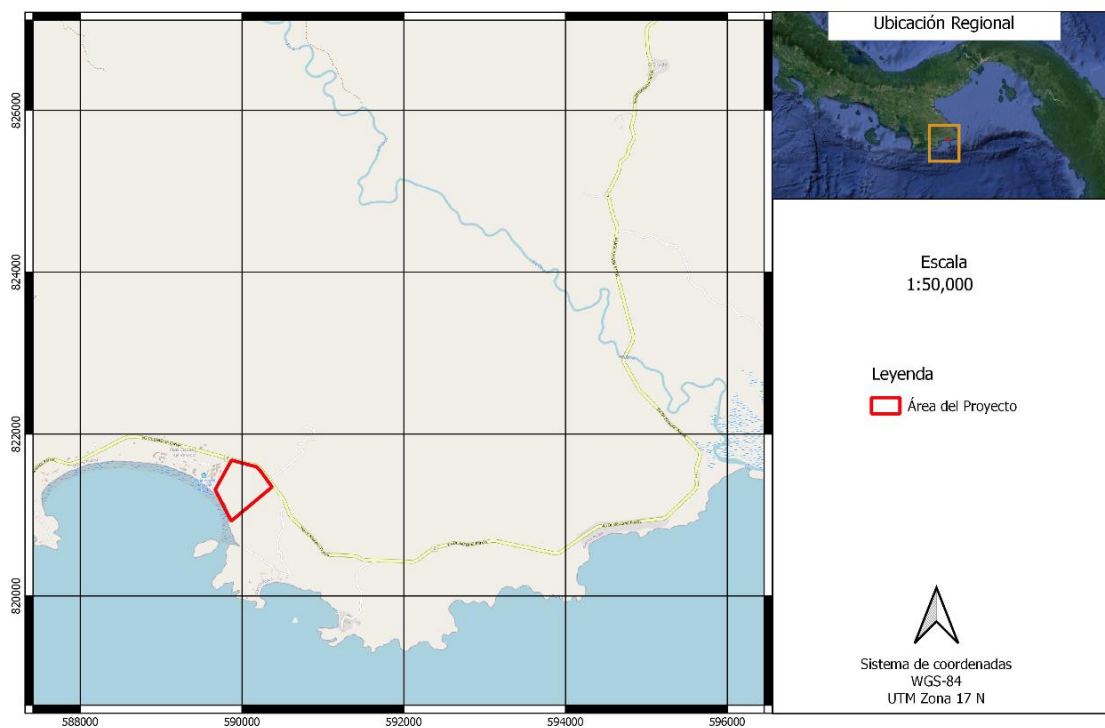 Ubicación Regional
826000
824000
822000
820000
588000
590000
592000
594000
596000
Escala
1:50,000
Leyenda
Área del Proyecto
Sistema de coordenadas
WGS-84
UTM Zona 17 N